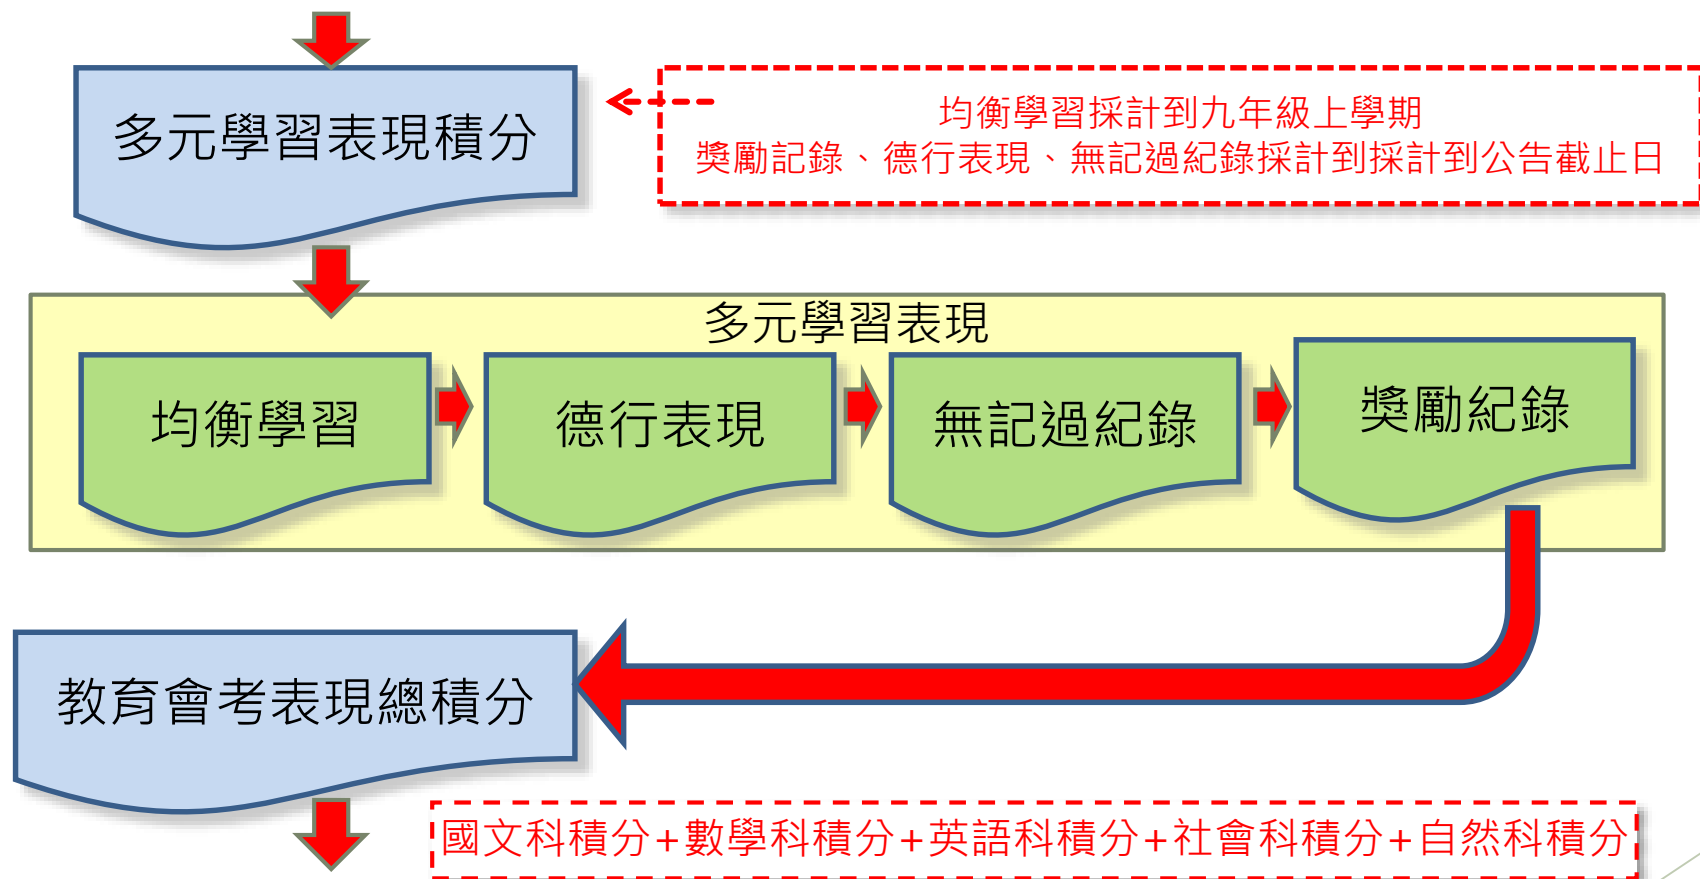 多元學習表現積分
均衡學習採計到九年級上學期
獎勵記錄、德行表現、無記過紀錄採計到採計到公告截止日
多元學習表現
均衡學習
德行表現
無記過紀錄
獎勵紀錄
教育會考表現總積分
國文科積分+數學科積分+英語科積分+社會科積分+自然科積分